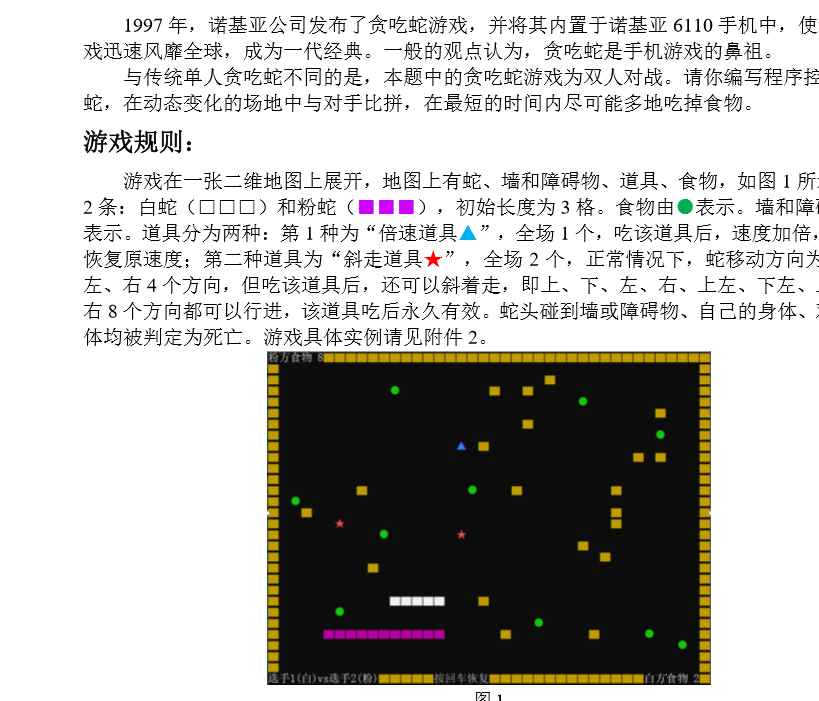 1997 年，诺基亚公司发布了贪吃蛇游戏，并将其内置于诺基亚 6110 手机中，使
戏迅速风靡全球，成为一代经典。一般的观点认为，贪吃蛇是手机游戏的鼻祖。
与传统单人贪吃蛇不同的是，本题中的贪吃蛇游戏为双人对战。请你编写程序控
蛇，在动态变化的场地中与对手比拼，在最短的时间内尽可能多地吃掉食物。
游戏规则：
游戏在一张二维地图上展开，地图上有蛇、墙和障碍物、道具、食物，如图 1 所
2 条：白蛇（□□□）和粉蛇（■■■），初始长度为 3 格。食物由●表示。墙和障碍
表示。道具分为两种：第 1 种为“倍速道具▲”，全场 1 个，吃该道具后，速度加倍，
恢复原速度；第二种道具为“斜走道具★”，全场 2 个，正常情况下，蛇移动方向为
左、右 4 个方向，但吃该道具后，还可以斜着走，即上、下、左、右、上左、下左、
右 8 个方向都可以行进，该道具吃后永久有效。蛇头碰到墙或障碍物、自己的身体、
体均被判定为死亡。游戏具体实例请见附件 2。
粉方食物 8
选手1(白)vs选手2(粉) 按回车恢复 白方食物 2
图 1